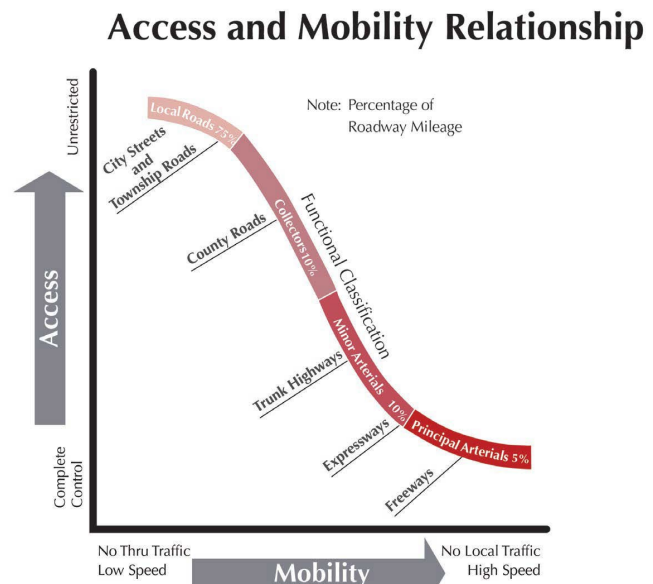 Access and Mobility Relationship
Unrestricted
Note: Percentage of
Roadway Mileage
Local Roads 75%
City Streets
and
Township Roads
Collectors10%
County Roads
Functional Classification
Access
Minor Arterials 10%
Trunk Highways
Principal Arterials 5%
Expressways
Freeways
Complete
Control
No Thru Traffic
Low Speed
Mobility
No Local Traffic
High Speed